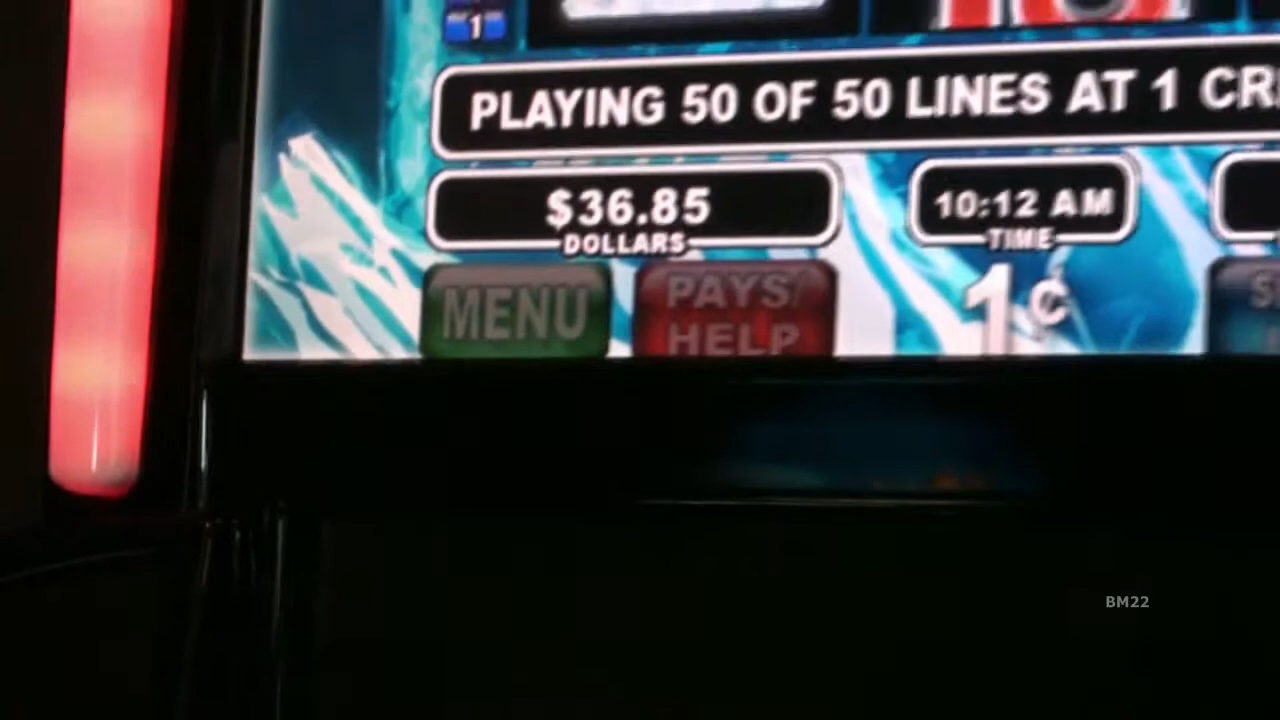 1
PLAYING 50 OF 50 LINES AT 1
$36.85
DOLLARS
10:12 AM
TIME
MENU
PAYS/
HELP
1¢
BM22